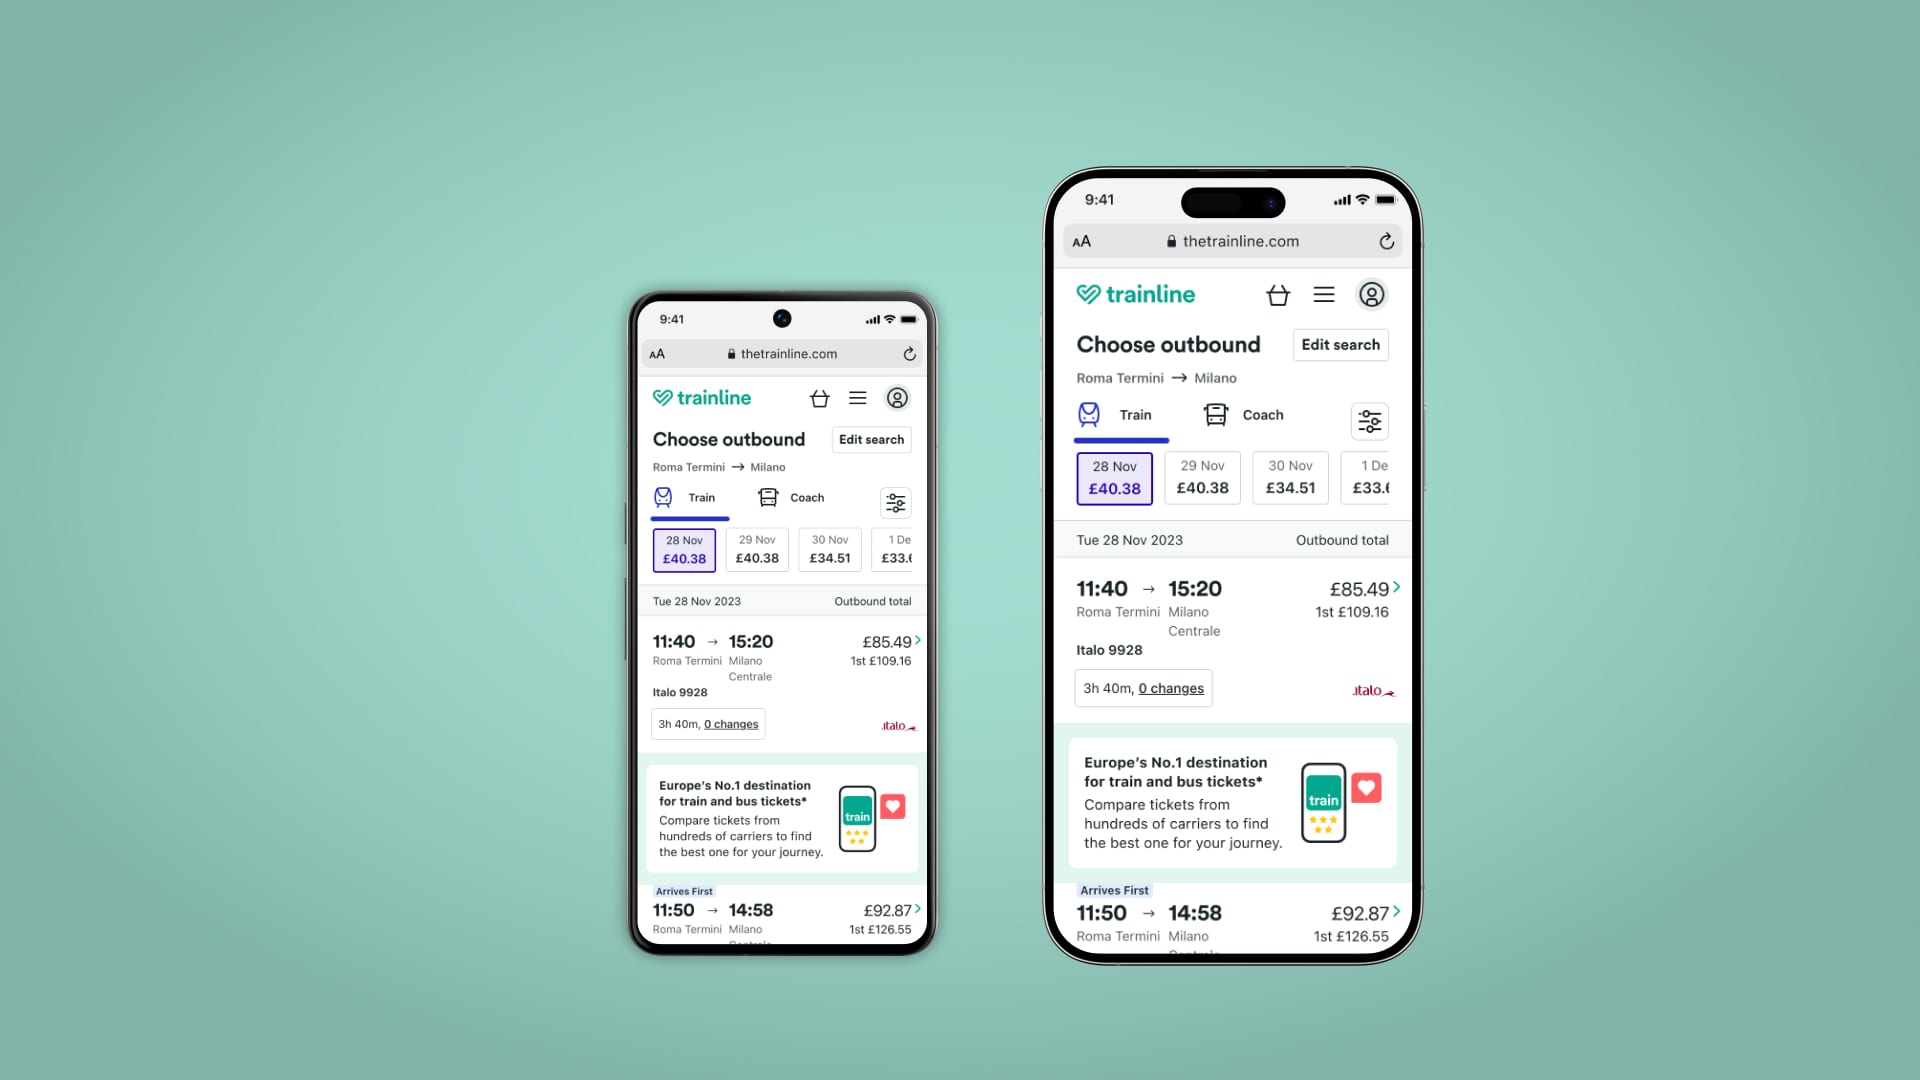 9:41
AA
thetrainline.com
trainline
Choose outbound
Edit search
Roma Termini → Milano
Train
Coach
28 Nov
£40.38
29 Nov
£40.38
30 Nov
£34.51
1 De
£33.
Tue 28 Nov 2023
Outbound total
11:40 → 15:20
£85.49
Roma Termini Milano
1st £109.16
Centrale
Italo 9928
3h 40m, 0 changes
.italo
Europe's No.1 destination
for train and bus tickets*
Compare tickets from
hundreds of carriers to find
the best one for your journey.
train
Arrives First
11:50 → 14:58
£92.87
Roma Termini Milano
1st £126.55
9:41
AA
thetrainline.com
trainline
Choose outbound
Edit search
Roma Termini → Milano
Train
Coach
28 Nov
£40.38
29 Nov
£40.38
30 Nov
£34.51
1 De
£33.
Tue 28 Nov 2023
Outbound total
11:40 → 15:20
£85.49
Roma Termini Milano
1st £109.16
Centrale
Italo 9928
3h 40m, 0 changes
.italo
Europe's No.1 destination
for train and bus tickets*
Compare tickets from
hundreds of carriers to find
the best one for your journey.
train
Arrives First
11:50 → 14:58
£92.87
Roma Termini Milano
1st £126.55